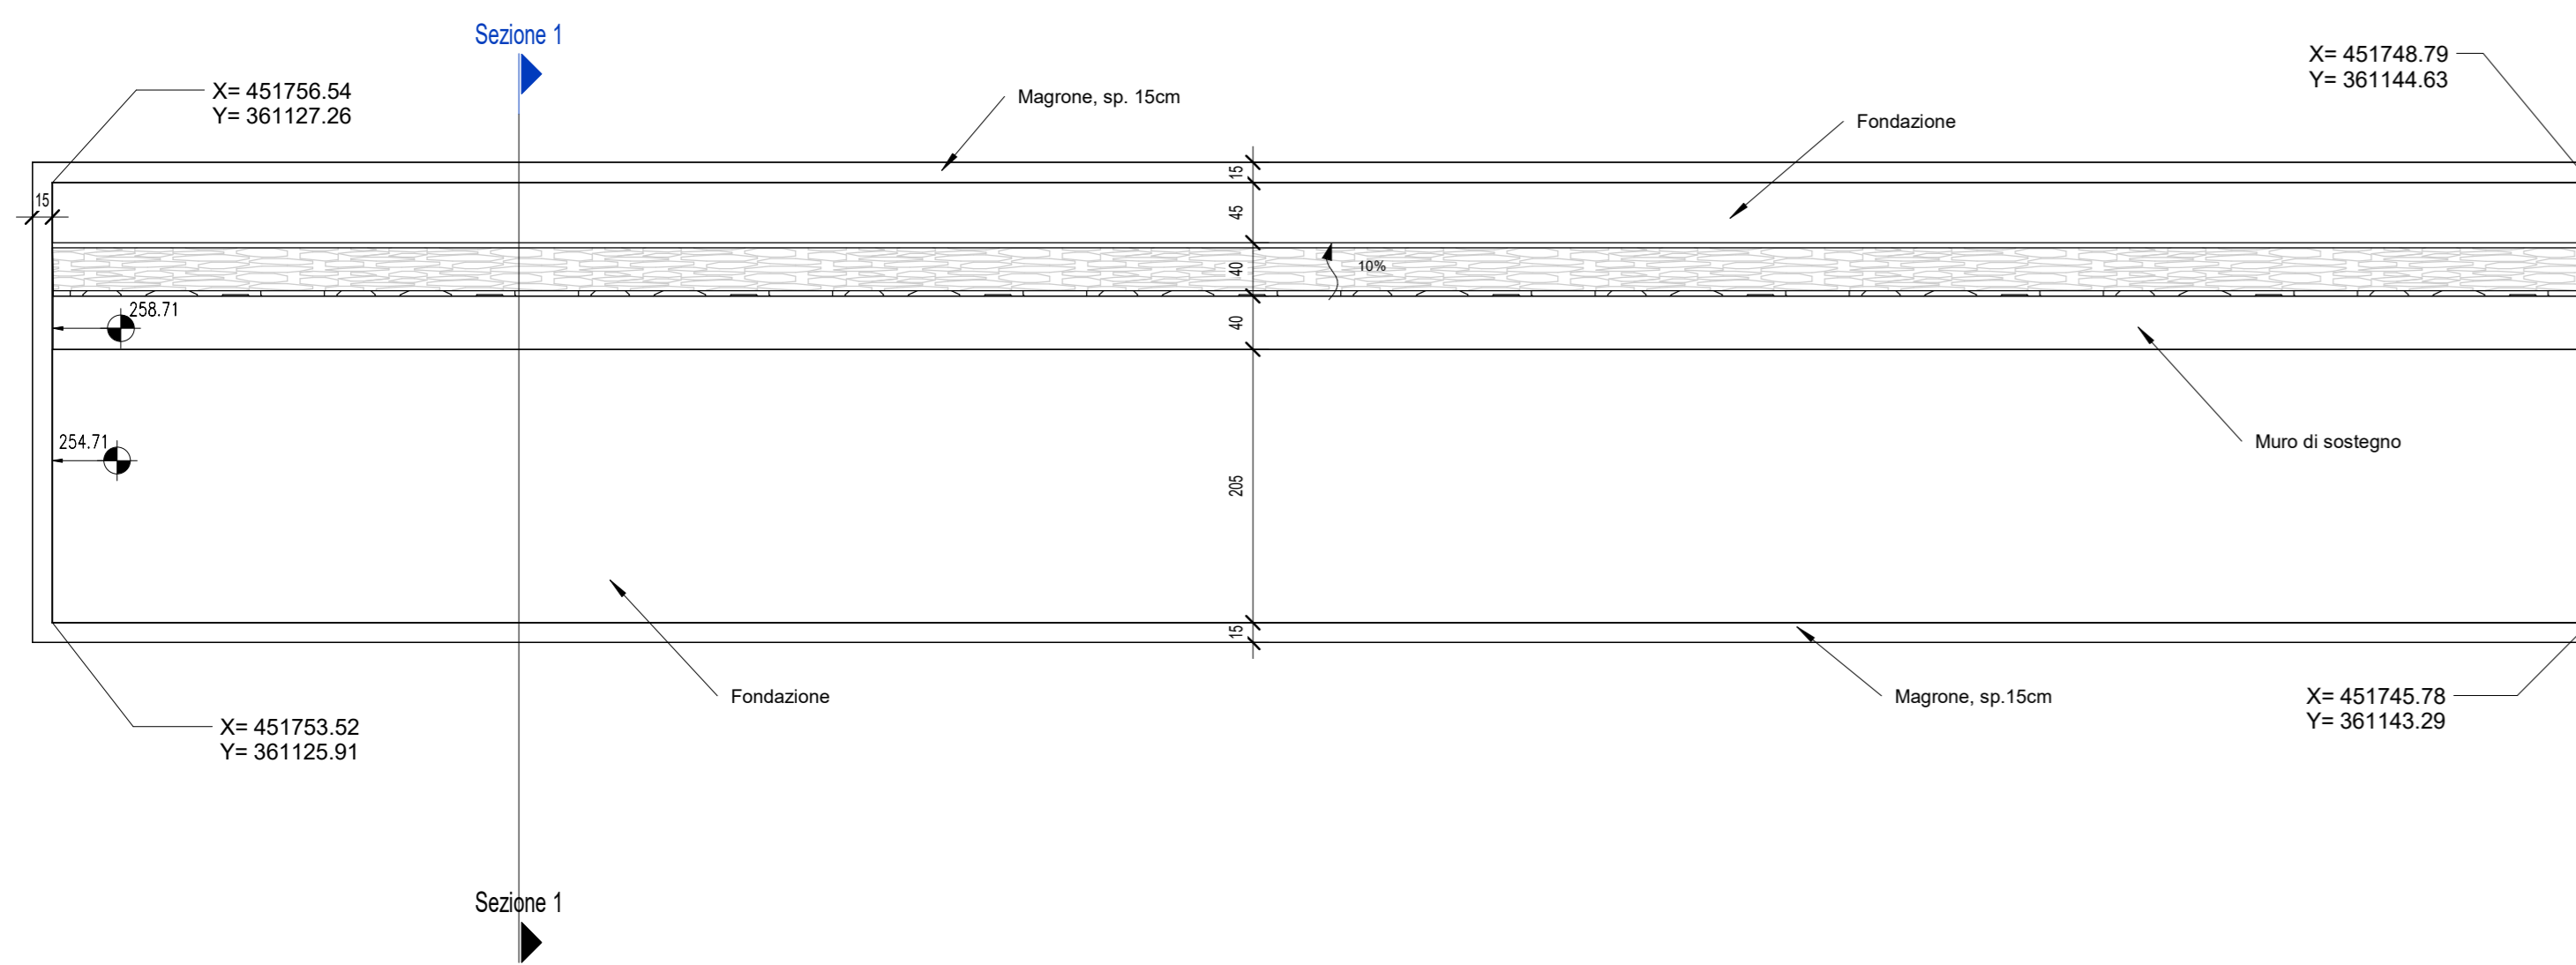 Sezione 1
X= 451756.54
Y= 361127.26
Magrone, sp. 15cm
Fondazione
X= 451748.79
Y= 361144.63
15
15
45
40
10%
258.71
40
254.71
205
Muro di sostegno
15
Fondazione
Magrone, sp.15cm
X= 451745.78
Y= 361143.29
X= 451753.52
Y= 361125.91
Sezione 1